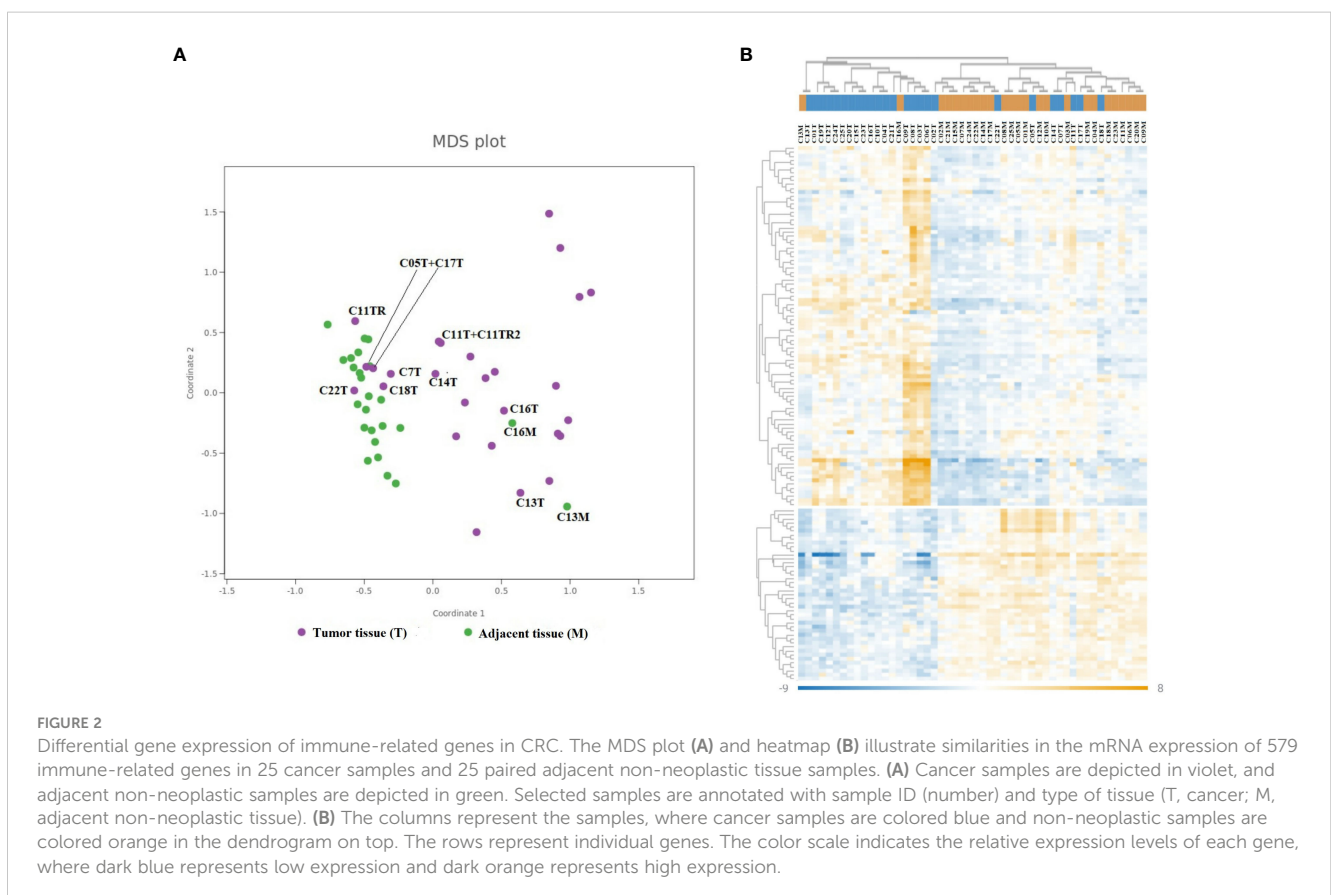 A
MDS plot
1.5
1.0
0.5
0.0
-0.5
-1.0
-1.5
Coordinate 2
-1.5
-1.0
-0.5
0.0
0.5
1.0
1.5
Coordinate 1
C05T+C17T
C11TR
C11T+C11TR2
C7T
C14T
C22T
C18T
C16T
C16M
C13T
C13M
Tumor tissue (T)
Adjacent tissue (M)
B
-9
8
FIGURE 2
Differential gene expression of immune-related genes in CRC. The MDS plot (A) and heatmap (B) illustrate similarities in the mRNA expression of 579
immune-related genes in 25 cancer samples and 25 paired adjacent non-neoplastic tissue samples. (A) Cancer samples are depicted in violet, and
adjacent non-neoplastic samples are depicted in green. Selected samples are annotated with sample ID (number) and type of tissue (T, cancer; M,
adjacent non-neoplastic tissue). (B) The columns represent the samples, where cancer samples are colored blue and non-neoplastic samples are
colored orange in the dendrogram on top. The rows represent individual genes. The color scale indicates the relative expression levels of each gene,
where dark blue represents low expression and dark orange represents high expression.